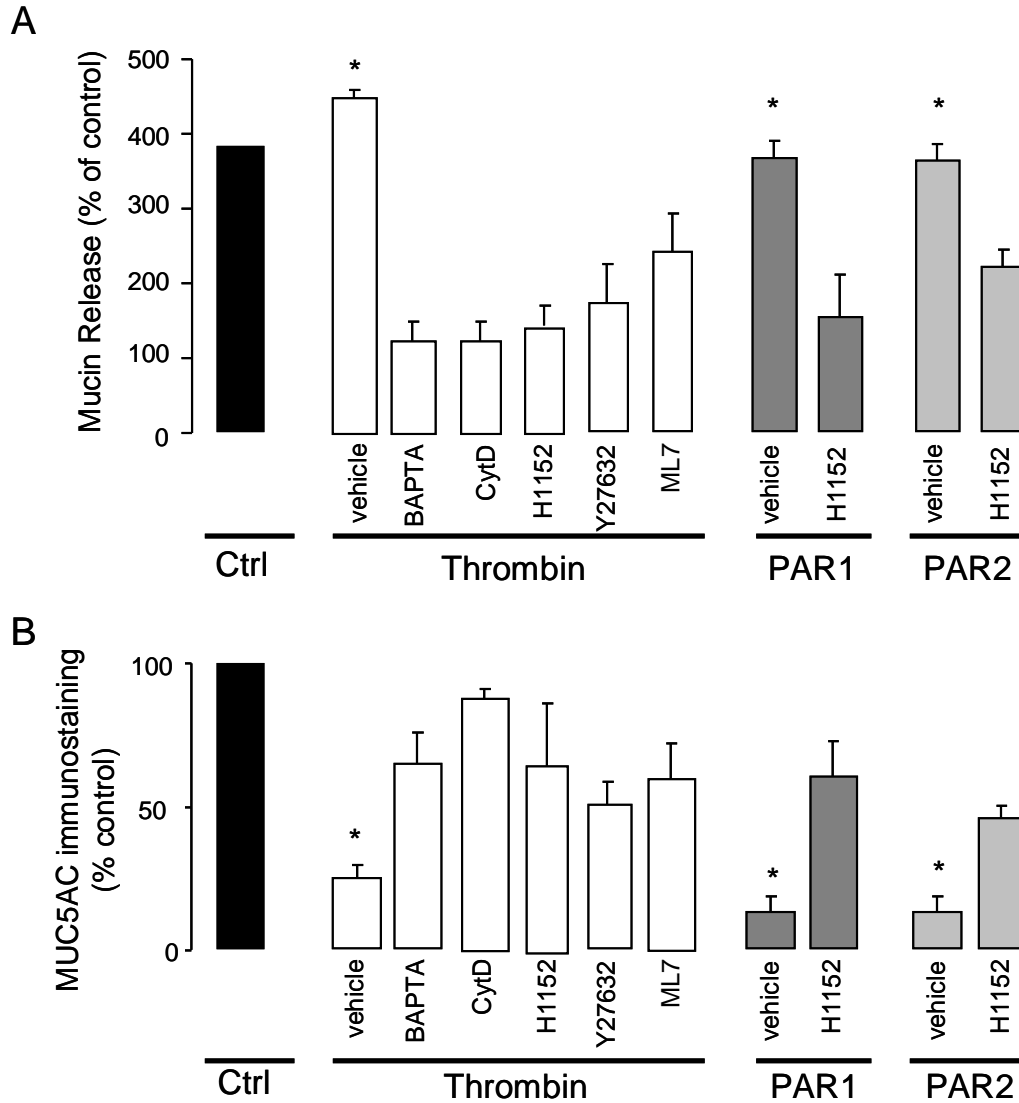 A
Mucin Release (% of control)
500
400
300
200
100
0
*
*
*
vehicle
BAPTA
CytD
H1152
Y27632
ML7
vehicle
H1152
vehicle
H1152
Ctrl
Thrombin
PAR1
PAR2
B
MUC5AC immunostaining
(% control)
100
50
0
*
*
*
vehicle
BAPTA
CytD
H1152
Y27632
ML7
vehicle
H1152
vehicle
H1152
Ctrl
Thrombin
PAR1
PAR2